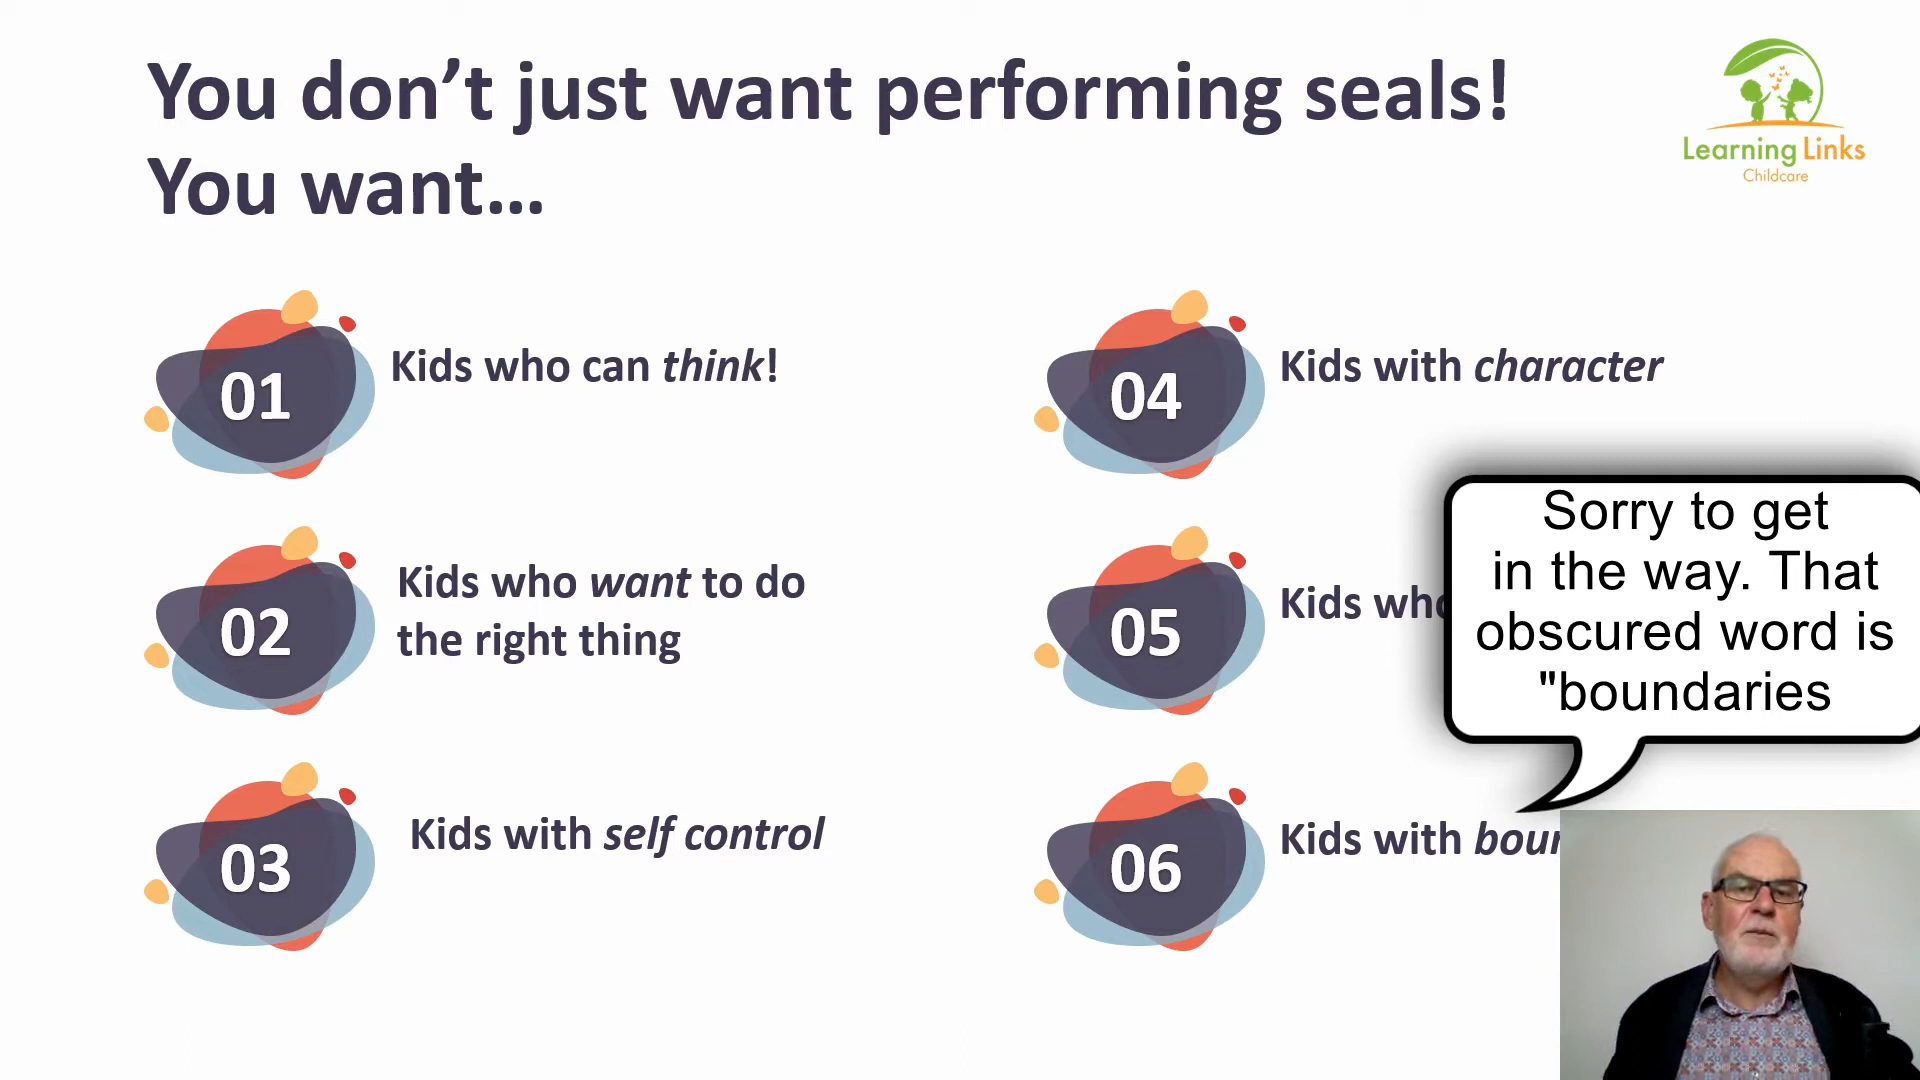 You don’t just want performing seals!
You want…
Learning Links
Childcare
01
Kids who can think!
02
Kids who want to do
the right thing
03
Kids with self control
04
Kids with character
05
Kids who
06
Kids with
Sorry to get
in the way. That
obscured word is
"boundaries